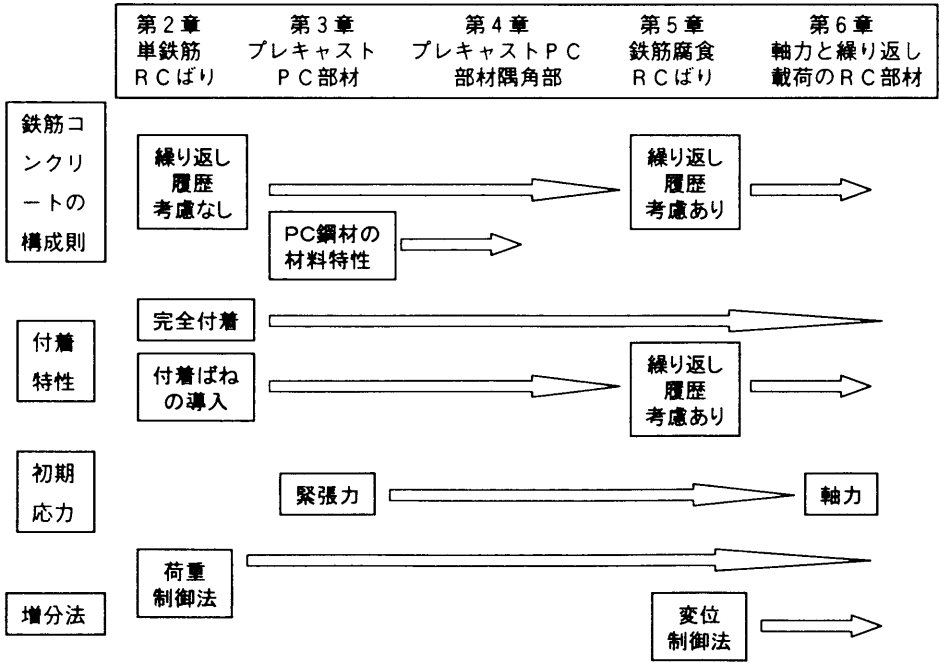 第2章
単鉄筋
RCばり
第3章
プレキャスト
PC部材
第4章
プレキャストPC
部材隅角部
第5章
鉄筋腐食
RCばり
第6章
軸力と繰り返し
載荷のRC部材
鉄筋コ
ンクリ
ートの
構成則
繰り返し
履歴
考慮なし
繰り返し
履歴
考慮あり
PC鋼材の
材料特性
付着
特性
完全付着
付着ばね
の導入
繰り返し
履歴
考慮あり
初期
応力
緊張力
軸力
増分法
荷重
制御法
変位
制御法